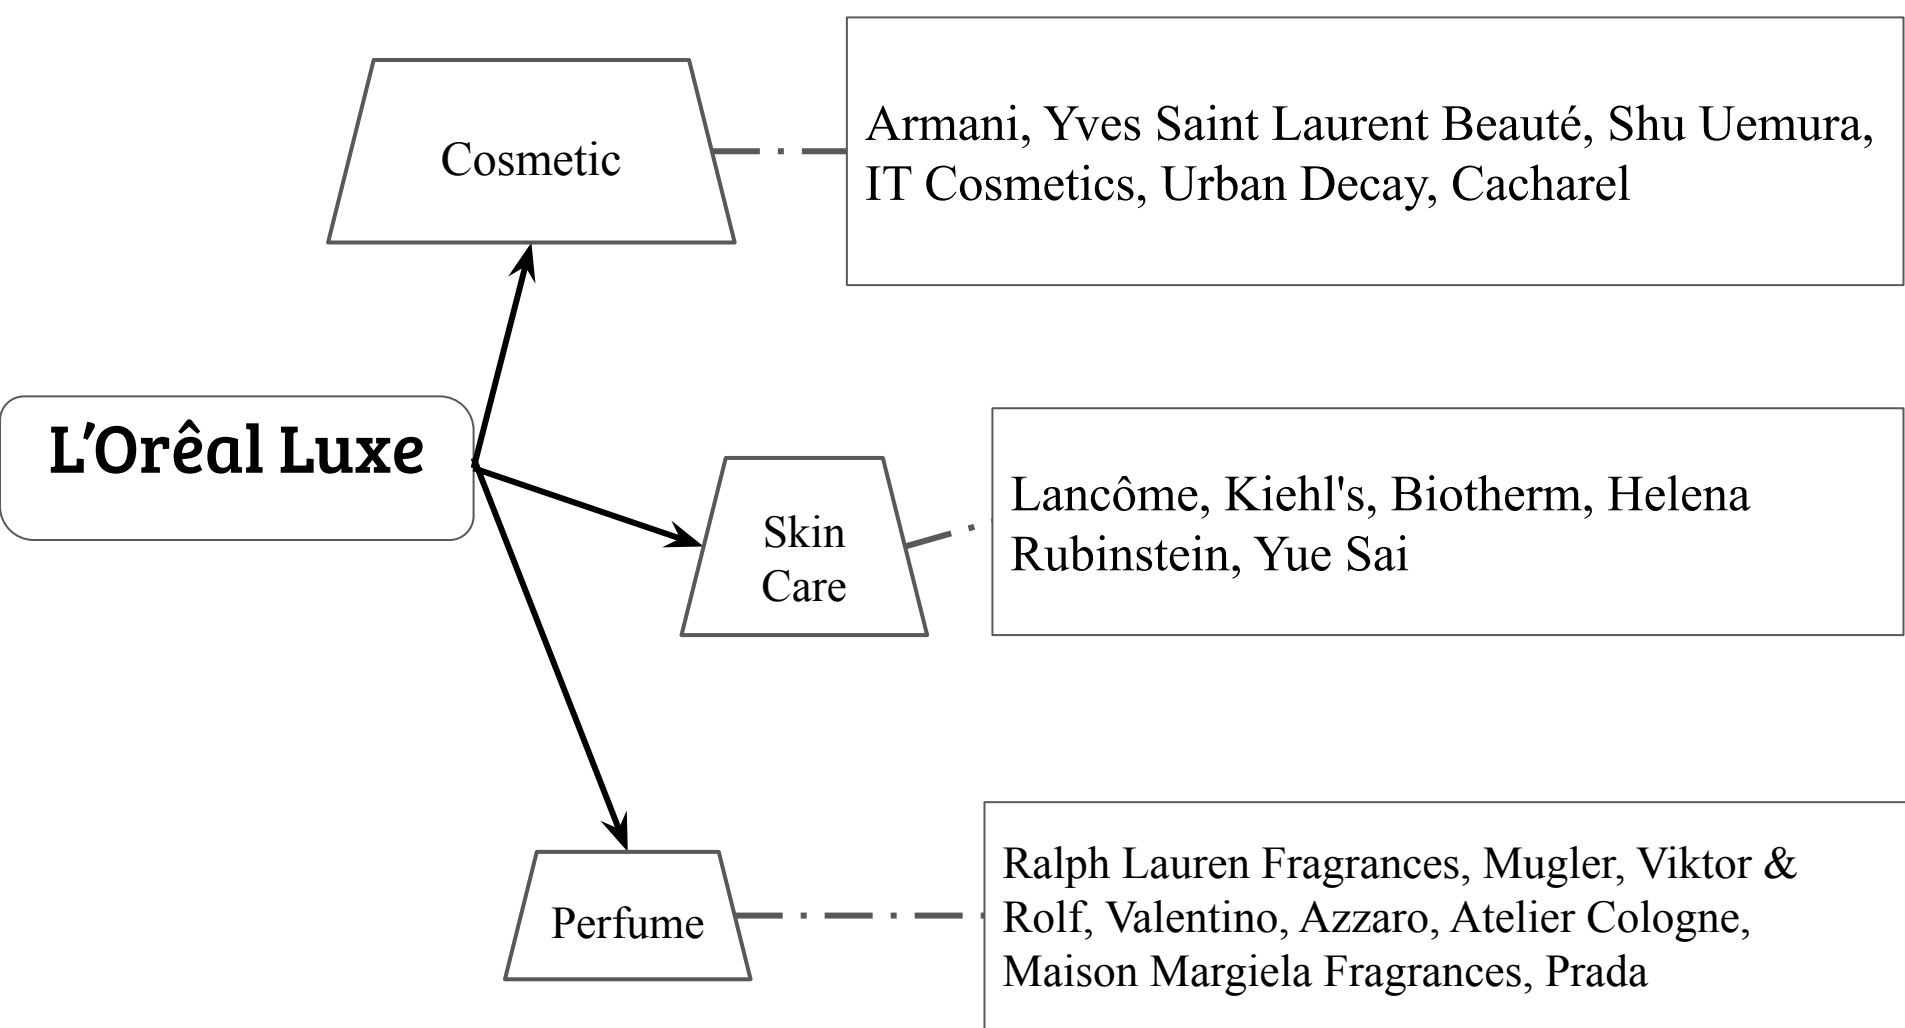 Cosmetic
Armani, Yves Saint Laurent Beauté, Shu Uemura,
IT Cosmetics, Urban Decay, Cacharel
L’Orêal Luxe
Skin
Care
Lancôme, Kiehl's, Biotherm, Helena
Rubinstein, Yue Sai
Perfume
Ralph Lauren Fragrances, Mugler, Viktor &
Rolf, Valentino, Azzaro, Atelier Cologne,
Maison Margiela Fragrances, Prada